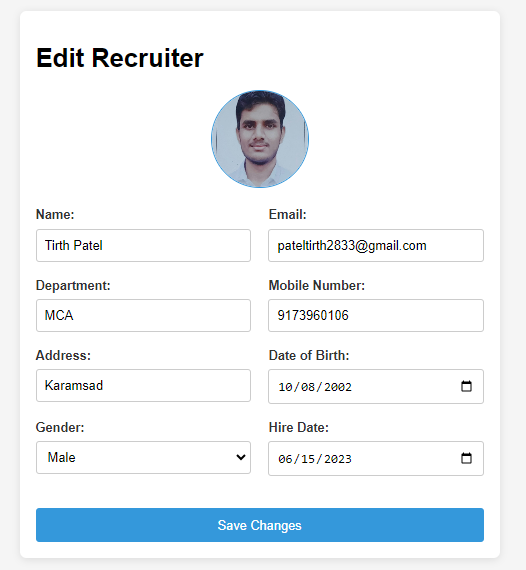 Edit Recruiter
Name: Email:
Tirth Patel pateltirth2833@gmail.com
Department: Mobile Number:
MCA 9173960106
Address: Date of Birth:
Karamsad 10/08/2002
Gender: Hire Date:
Male 06/15/2023
Save Changes